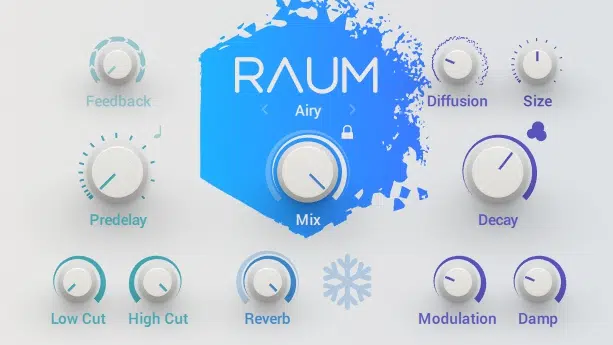 RAUM
Airy
Feedback
Diffusion
Size
Predelay
Mix
Decay
Low Cut
High Cut
Reverb
Modulation
Damp